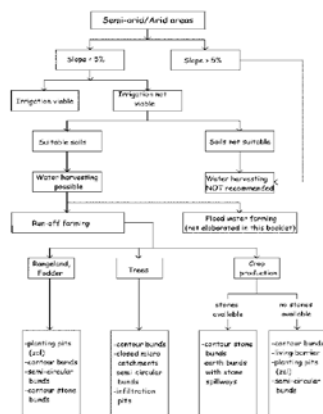 Semi-arid/Arid areas
Slope < 5%
Slope > 5%
Irrigation viable
Irrigation not
viable
Suitable soils
Soils not suitable
Water harvesting
possible
Water harvesting
NOT recommended
Run-off farming
Flood water farming
(not elaborated in this booklet)
Rangeland,
Fodder
Trees
Crop
production
stones
available
no stones
available
-planting pits
(zai)
-contour bunds
-semi-circular
bunds
-contour stone
bunds
-contour bunds
-closed micro
catchments
semi circular
bunds
-infiltration
pits
-contour stone
bunds
earth bunds
with stone
spillways
-contour bunds
-living barrier
-planting pits
(zai)
-semi-circular
bunds